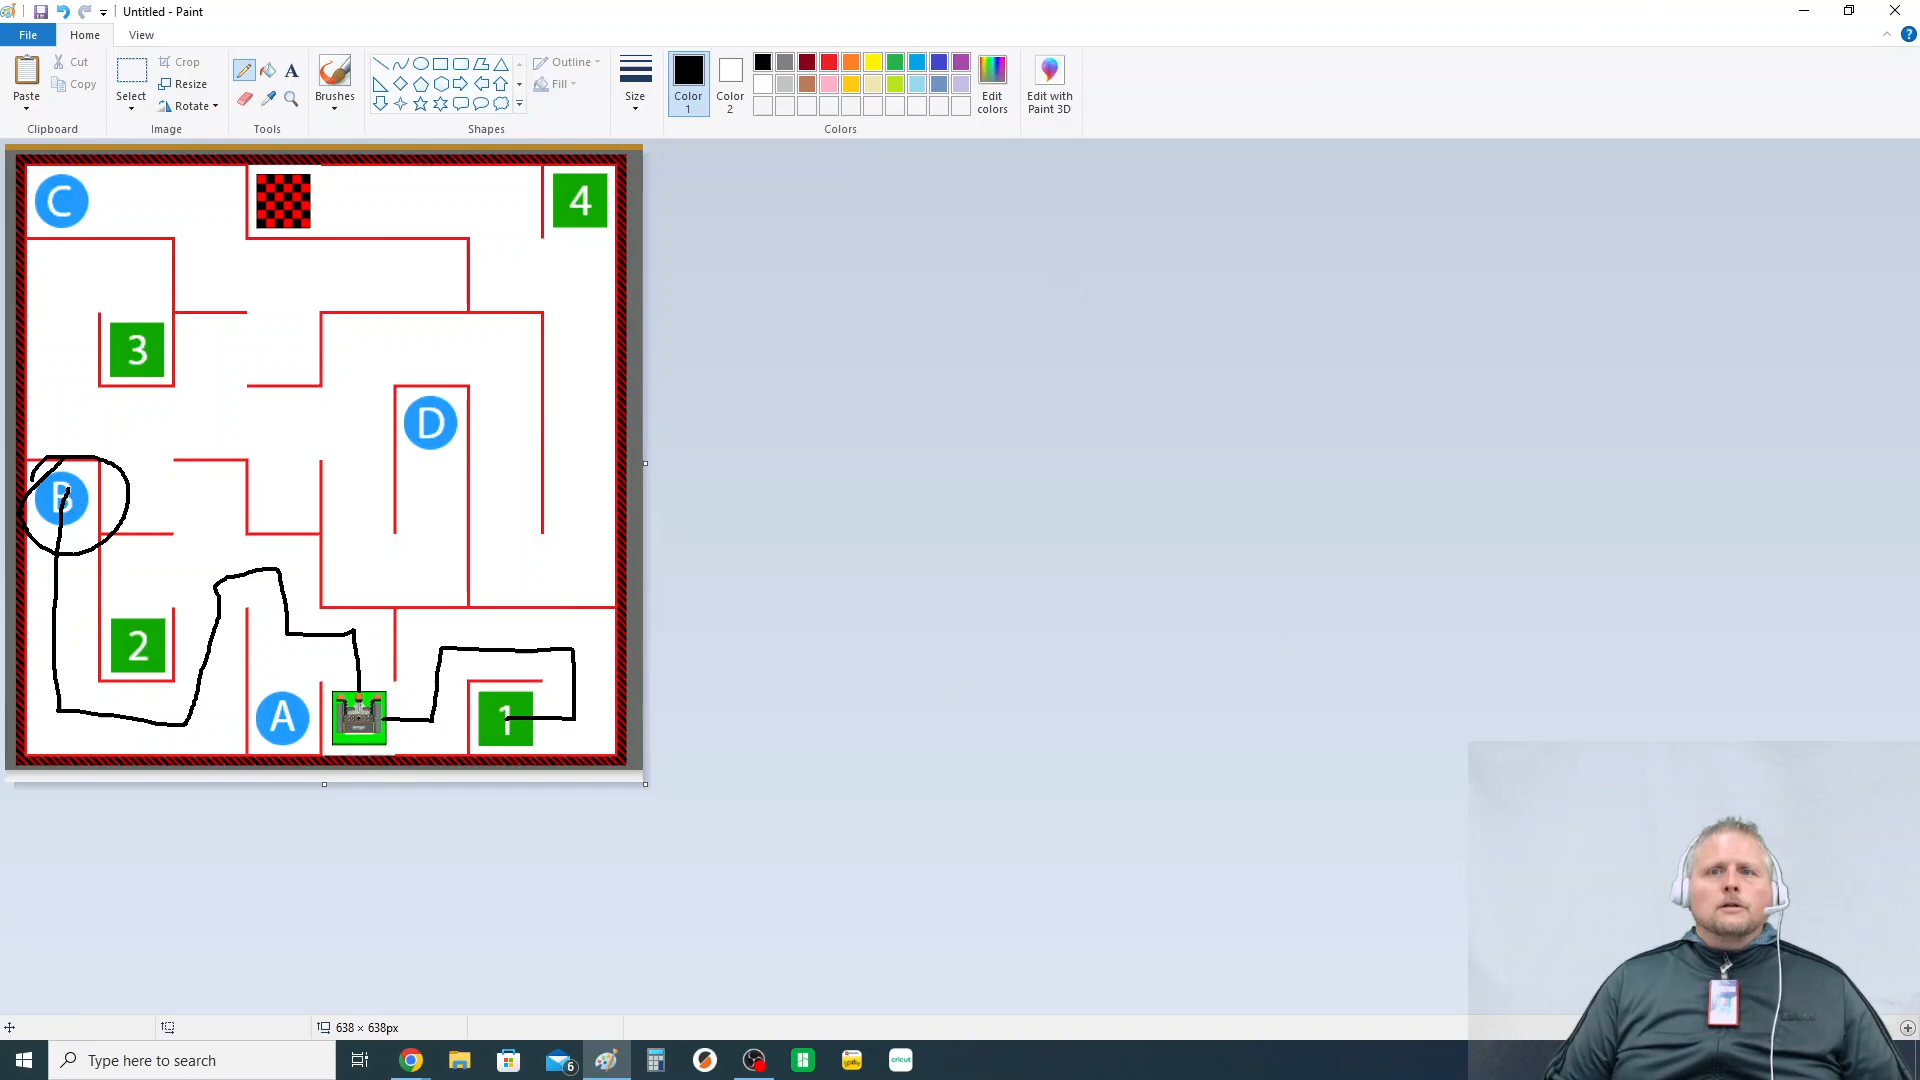 Untitled - Paint
File Home View
Paste
Cut
Copy
Clipboard
Select
Crop
Resize
Rotate
Image
A
Tools
Brushes
Shapes
Outline
Fill
Size
Color 1
Color 2
Colors
Edit colors
Edit with Paint 3D
C
4
3
D
B
2
A
1
638 × 638px
Type here to search
6
cricut